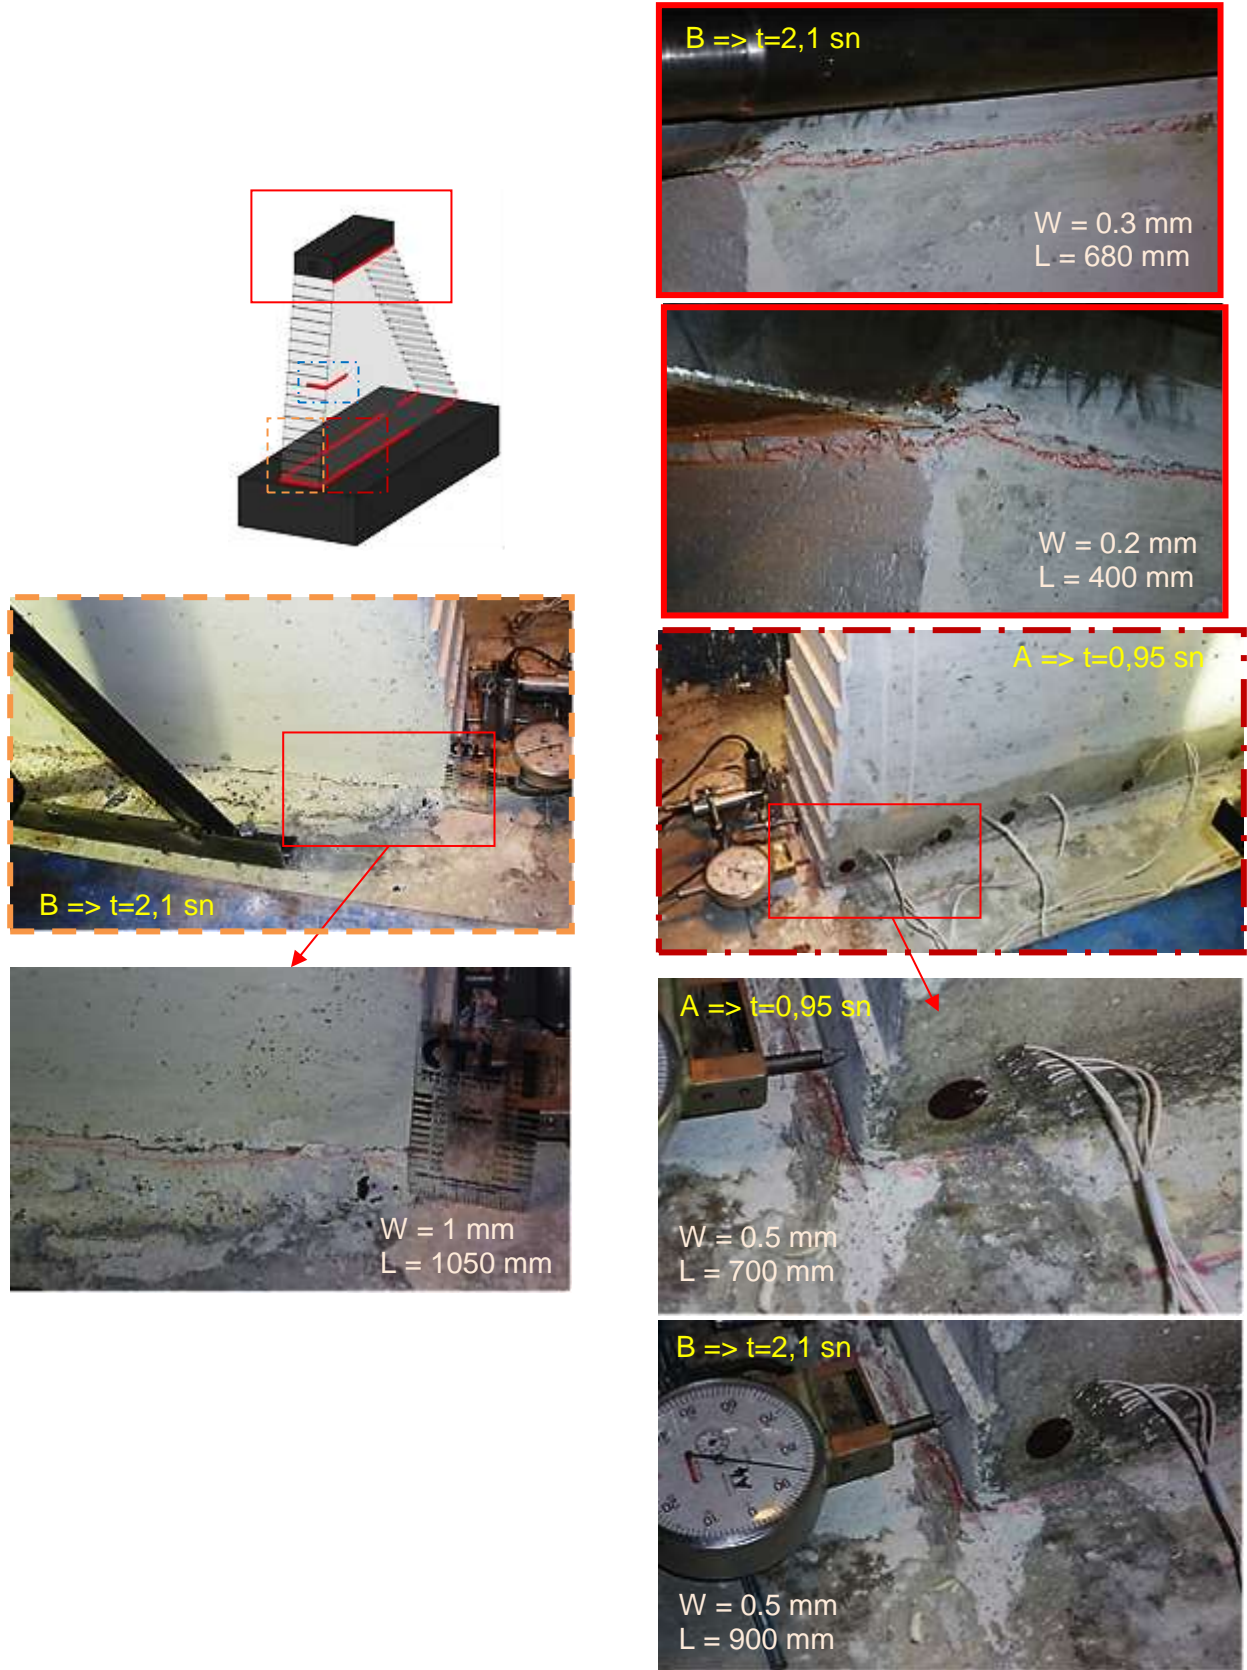 B => t=2,1 sn
W = 0.3 mm
L = 680 mm
W = 0.2 mm
L = 400 mm
B => t=2,1 sn
A => t=0,95 sn
CTL
W = 1 mm
L = 1050 mm
A => t=0,95 sn
W = 0.5 mm
L = 700 mm
B => t=2,1 sn
W = 0.5 mm
L = 900 mm